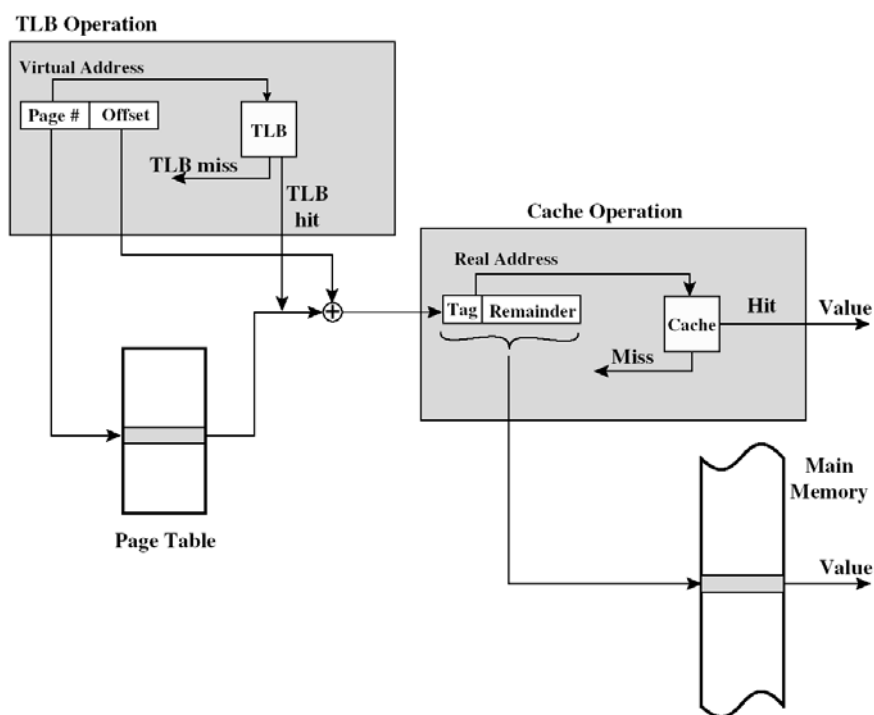 TLB Operation
Virtual Address
Page # Offset
TLB
TLB miss
TLB
hit
Cache Operation
Real Address
Tag Remainder
Cache
Hit
Value
Miss
Page Table
Main
Memory
Value